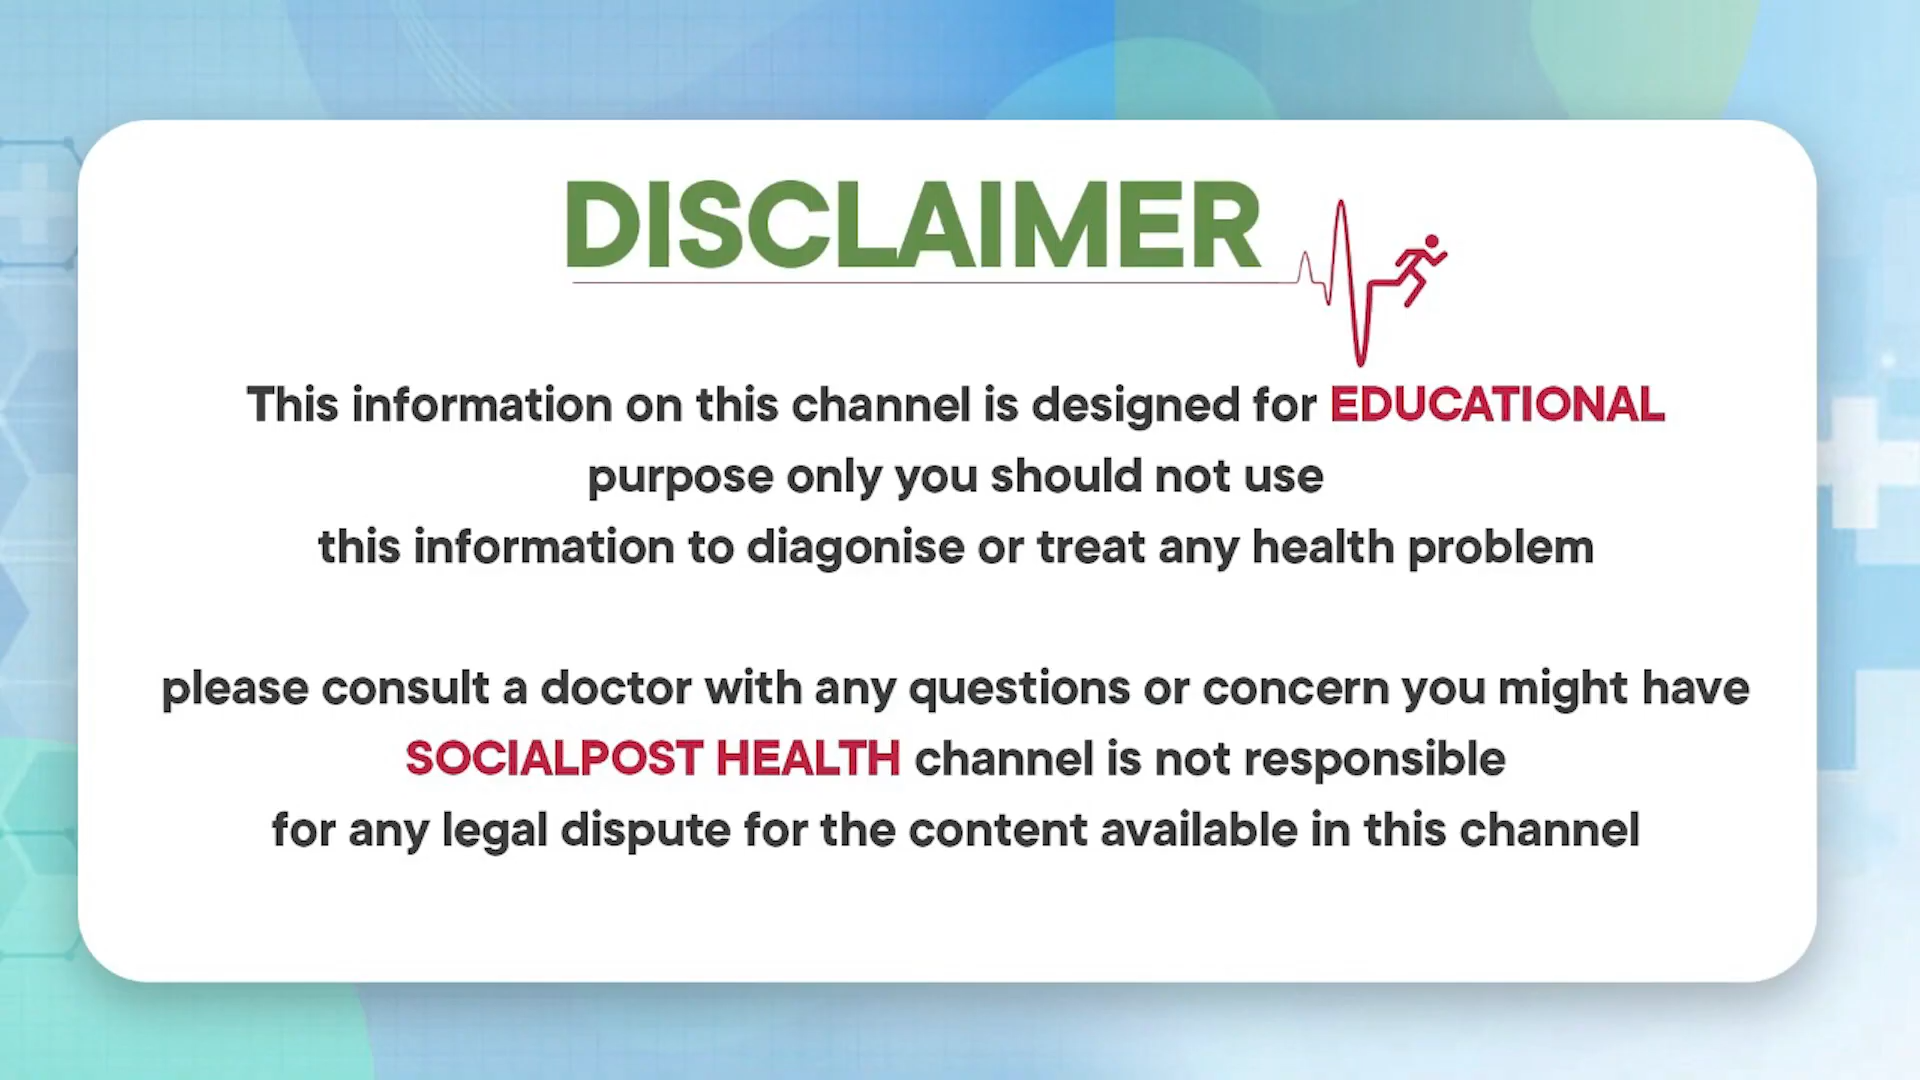 DISCLAIMER
This information on this channel is designed for EDUCATIONAL
purpose only you should not use
this information to diagonise or treat any health problem
please consult a doctor with any questions or concern you might have
SOCIALPOST HEALTH channel is not responsible
for any legal dispute for the content available in this channel